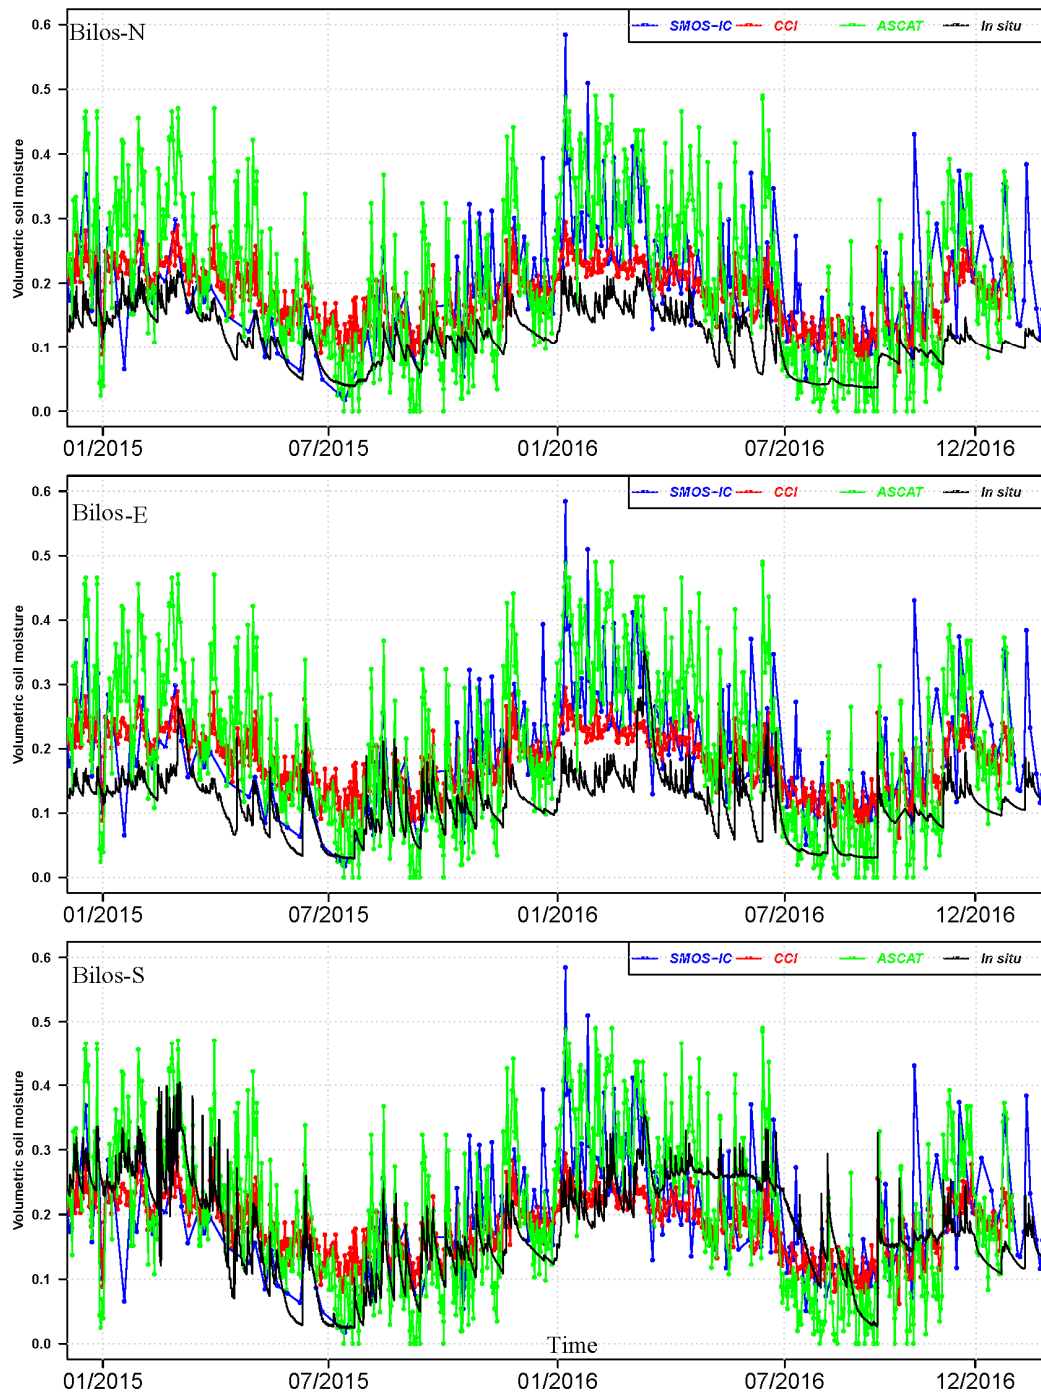 Bilos-N
SMOS-IC CCI ASCAT In situ
Volumetric soil moisture
0.6
0.5
0.4
0.3
0.2
0.1
0.0
01/2015 07/2015 01/2016 07/2016 12/2016
Bilos-E
SMOS-IC CCI ASCAT In situ
Volumetric soil moisture
0.6
0.5
0.4
0.3
0.2
0.1
0.0
01/2015 07/2015 01/2016 07/2016 12/2016
Bilos-S
SMOS-IC CCI ASCAT In situ
Volumetric soil moisture
0.6
0.5
0.4
0.3
0.2
0.1
0.0
Time
01/2015 07/2015 01/2016 07/2016 12/2016